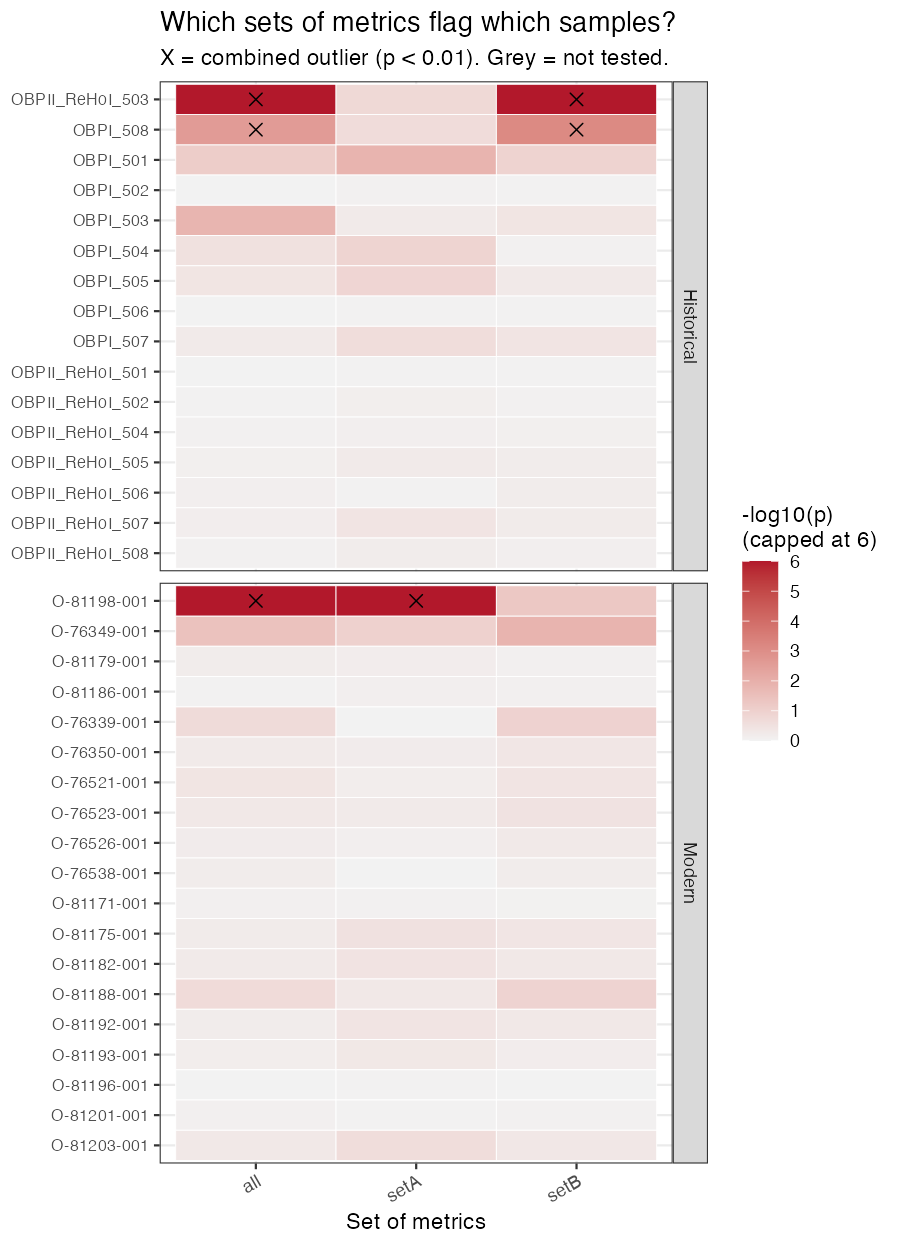 Which sets of metrics flag which samples?
X = combined outlier (p < 0.01). Grey = not tested.
OBPII_ReHoI_503
OBPI_508
OBPI_501
OBPI_502
OBPI_503
OBPI_504
OBPI_505
OBPI_506
OBPI_507
OBPII_ReHoI_501
OBPII_ReHoI_502
OBPII_ReHoI_504
OBPII_ReHoI_505
OBPII_ReHoI_506
OBPII_ReHoI_507
OBPII_ReHoI_508
Historical
O-81198-001
O-76349-001
O-81179-001
O-81186-001
O-76339-001
O-76350-001
O-76521-001
O-76523-001
O-76526-001
O-76538-001
O-81171-001
O-81175-001
O-81182-001
O-81188-001
O-81192-001
O-81193-001
O-81196-001
O-81201-001
O-81203-001
Modern
all
setA
setB
Set of metrics
-log10(p)
(capped at 6)
6
5
4
3
2
1
0